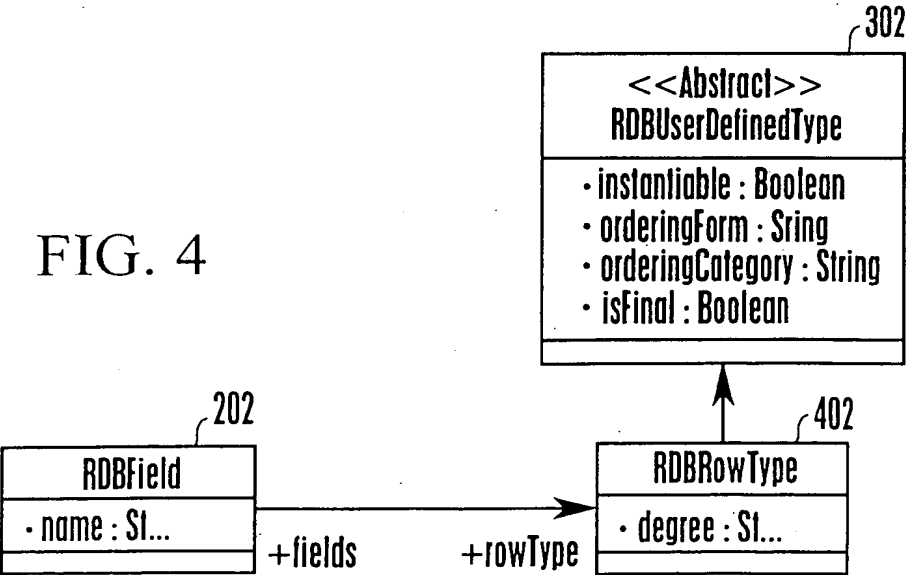 302
<<Abstract>>
RDBUserDefinedType
· instantiable : Boolean
· orderingForm : Sring
· orderingCategory : String
· isFinal : Boolean
FIG. 4
202
RDBField
· name : St...
402
RDBRowType
· degree : St...
+fields
+rowType